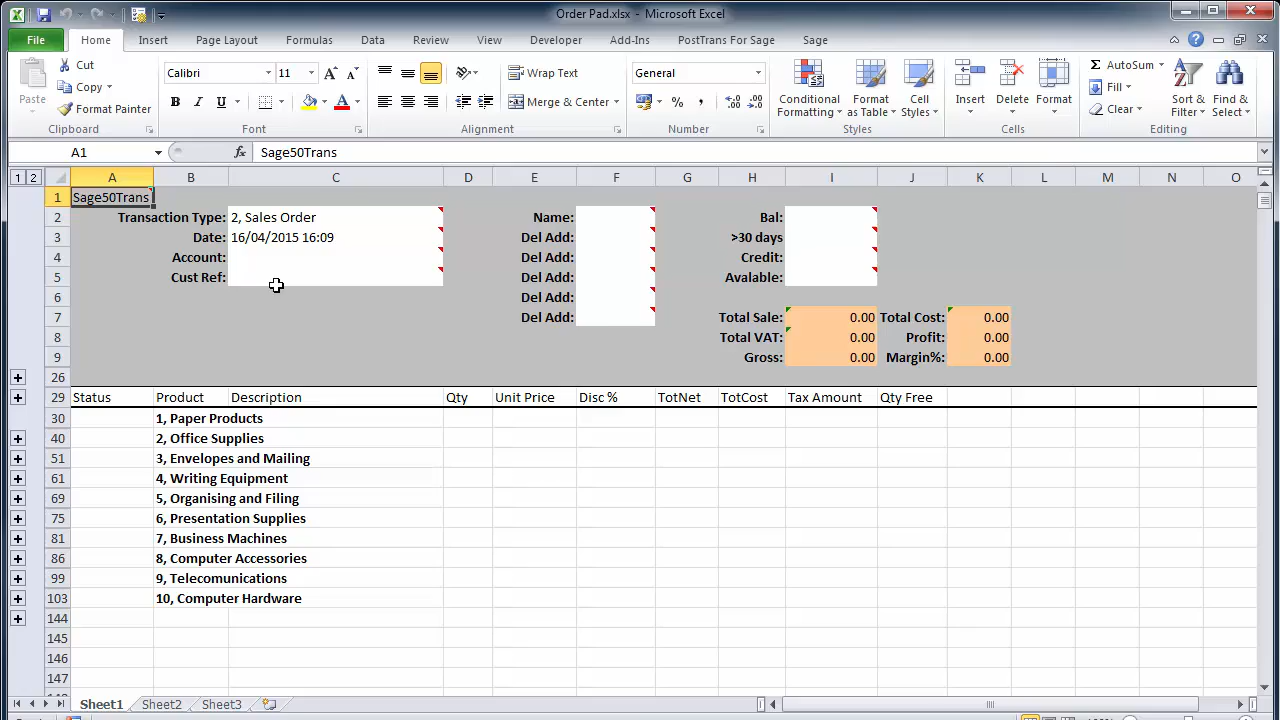 Order Pad.xlsx - Microsoft Excel
File Home Insert Page Layout Formulas Data Review View Developer Add-Ins PostTrans For Sage Sage
Paste Cut Copy Format Painter Clipboard
Calibri 11 B I U A A A Font
Wrap Text Merge & Center Alignment
General % , Number
Conditional Formatting Format as Table Cell Styles Styles
Insert Delete Format Cells
AutoSum Fill Clear Sort & Filter Find & Select Editing
A1 fx Sage50Trans
1 2 A B C D E F G H I J K L M N O
1 Sage50Trans
2 Transaction Type: 2, Sales Order Name: Bal:
3 Date: 16/04/2015 16:09 Del Add: >30 days
4 Account: Del Add: Credit:
5 Cust Ref: Del Add: Avalable:
6 Del Add:
7 Del Add: Total Sale: 0.00 Total Cost: 0.00
8 Total VAT: 0.00 Profit: 0.00
9 Gross: 0.00 Margin%: 0.00
26
29 Status Product Description Qty Unit Price Disc % TotNet TotCost Tax Amount Qty Free
30 1, Paper Products
40 2, Office Supplies
51 3, Envelopes and Mailing
61 4, Writing Equipment
69 5, Organising and Filing
75 6, Presentation Supplies
81 7, Business Machines
86 8, Computer Accessories
99 9, Telecomunications
103 10, Computer Hardware
144
145
146
147
Sheet1 Sheet2 Sheet3